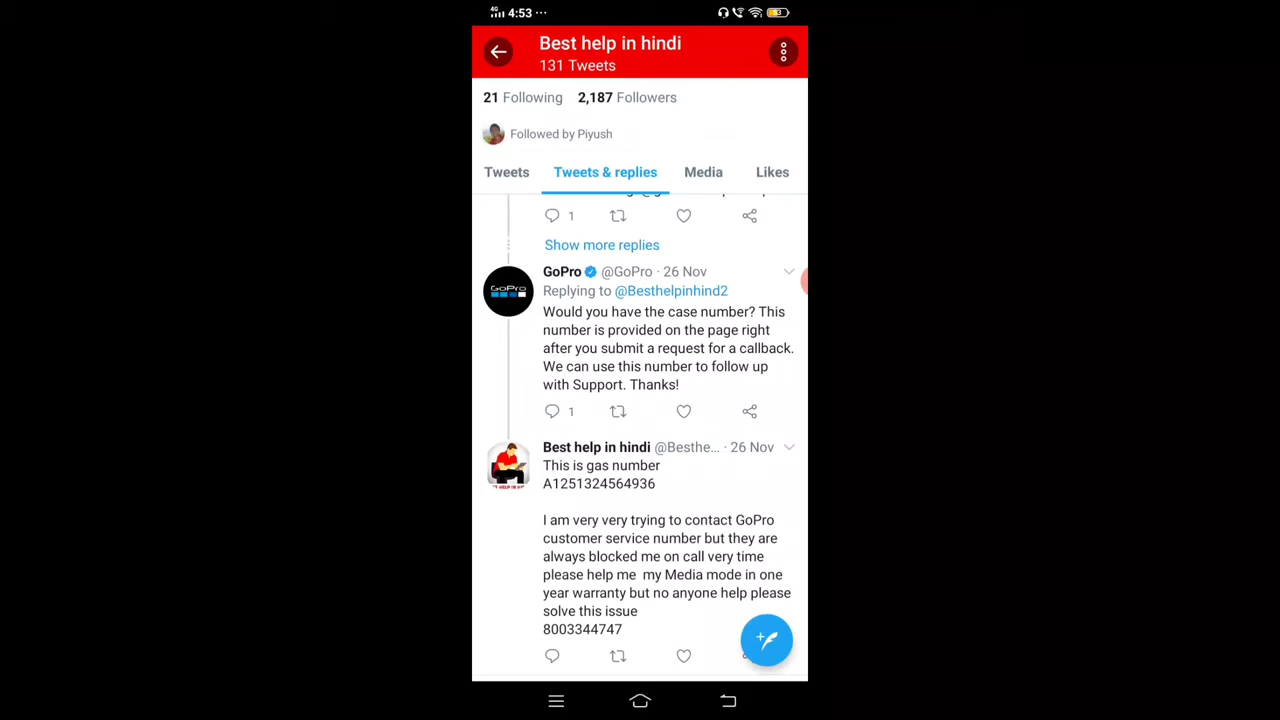 4G 4:53 ...
53
Best help in hindi
131 Tweets
21 Following 2,187 Followers
Followed by Piyush
Tweets Tweets & replies Media Likes
1
Show more replies
GoPro @GoPro · 26 Nov
GoPro
Replying to @Besthelpinhind2
Would you have the case number? This
number is provided on the page right
after you submit a request for a callback.
We can use this number to follow up
with Support. Thanks!
1
Best help in hindi @Besthe... · 26 Nov
This is gas number
A1251324564936
I am very very trying to contact GoPro
customer service number but they are
always blocked me on call very time
please help me my Media mode in one
year warranty but no anyone help please
solve this issue
8003344747